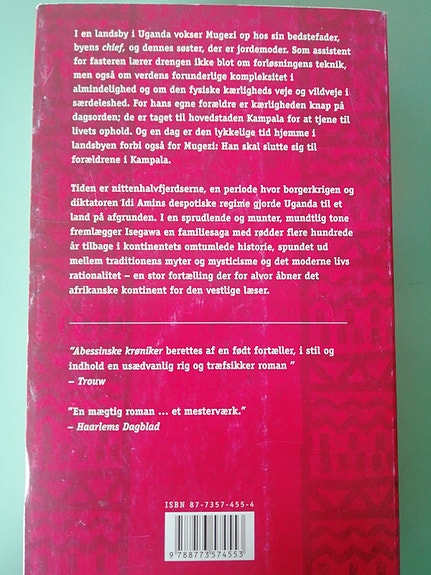 I en landsby i Uganda vokser Mugezi op hos sin bedstefader,
byens chief, og dennes søster, der er jordemoder. Som assistent
for fasteren lærer drengen ikke blot om forløsningens teknik,
men også om verdens forunderlige kompleksitet i
almindelighed og om den fysiske kærligheds veje og vildveje i
særdeleshed. For hans egne forældre er kærligheden knap på
dagsorden; de er taget til hovedstaden Kampala for at tjene til
livets ophold. Og en dag er den lykkelige tid hjemme i
landsbyen forbi også for Mugezi: Han skal slutte sig til
forældrene i Kampala.
Tiden er nittenhalvfjerdserne, en periode hvor borgerkrigen og
diktatoren Idi Amins despotiske regime gjorde Uganda til et
land på afgrunden. I en sprudlende og munter, mundtlig tone
fremlægger Isegawa en familiesaga med rødder flere hundrede
år tilbage i kontinentets omtumlede historie, spundet ud
mellem traditionens myter og mysticisme og det moderne livs
rationalitet – en stor fortælling der for alvor åbner det
afrikanske kontinent for den vestlige læser.
"Abessinske krøniker berettes af en født fortæller, i stil og
indhold en usædvanlig rig og træfsikker roman "
– Trouw
"En mægtig roman ... et mesterværk."
– Haarlems Dagblad
ISBN 87-7357-455-4
9788773574553